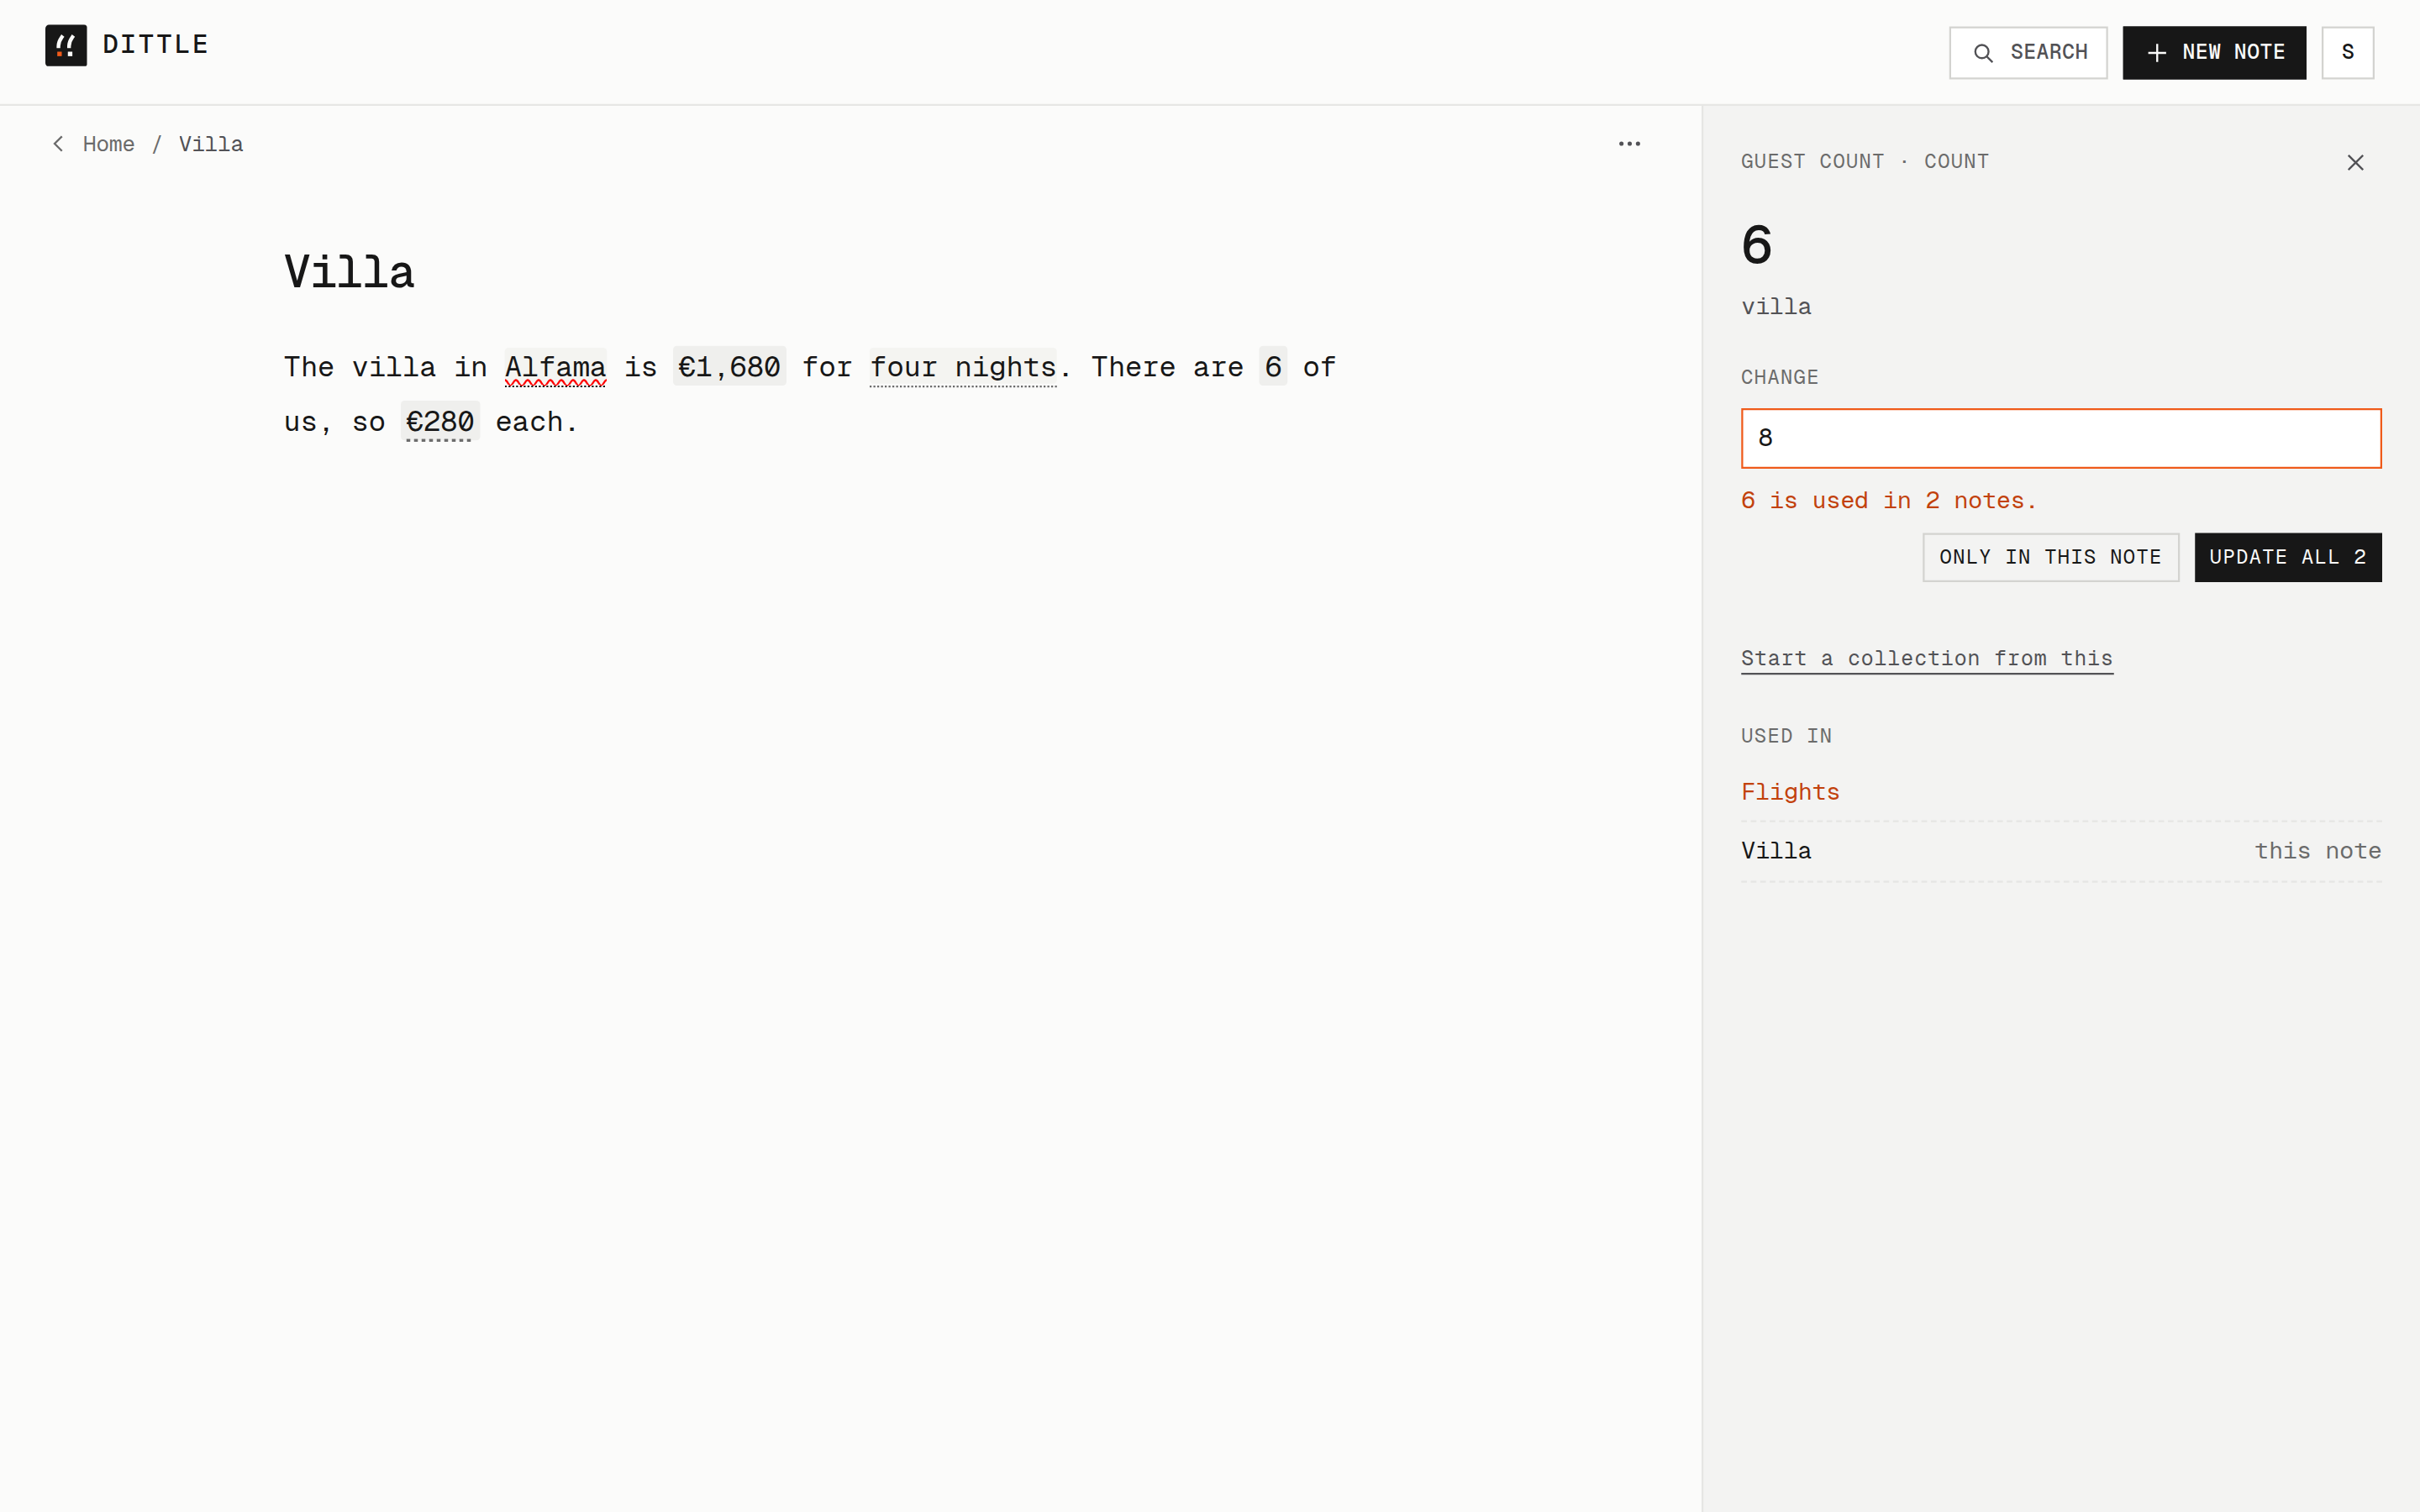 DITTLE
SEARCH
NEW NOTE
S
Home / Villa
Villa
The villa in Alfama is €1,680 for four nights. There are 6 of
us, so €280 each.
GUEST COUNT · COUNT
6
villa
CHANGE
8
6 is used in 2 notes.
ONLY IN THIS NOTE
UPDATE ALL 2
Start a collection from this
USED IN
Flights
Villa this note